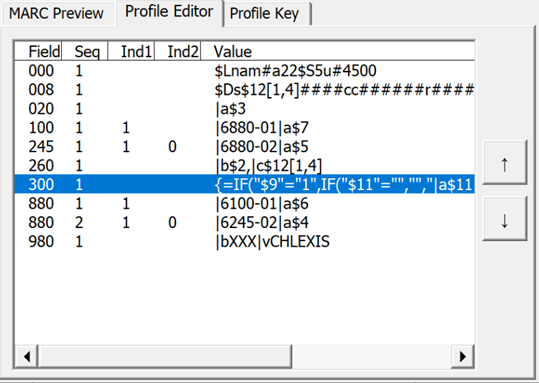 MARC Preview Profile Editor Profile Key
Field Seq Ind1 Ind2 Value
000 1 $Lnam#a22$S5u#4500
008 1 $Ds$12[1,4]####cc######r####
020 1 |a$3
100 1 1 |6880-01|a$7
245 1 1 0 |6880-02|a$5
260 1 |b$2,|c$12[1,4]
300 1 {=IF("$9"="1",IF("$11"="","","|a$11
880 1 1 |6100-01|a$6
880 2 1 0 |6245-02|a$4
980 1 |bXXX|vCHLEXIS
↑
↓